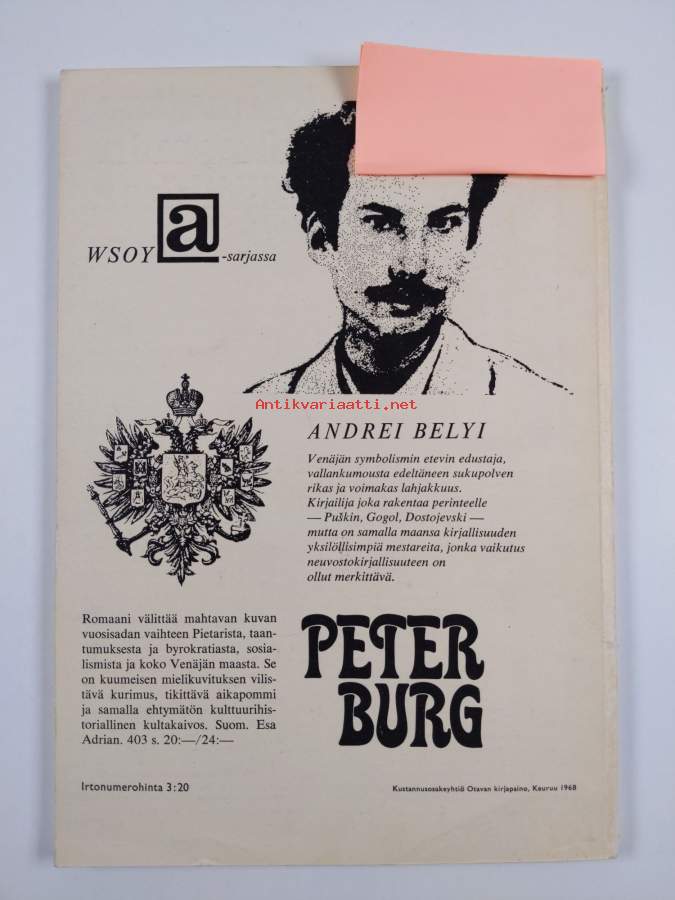 WSOY a -sarjassa
Antikvariaatti.net
ANDREI BELYI
Venäjän symbolismin etevin edustaja,
vallankumousta edeltäneen sukupolven
rikas ja voimakas lahjakkuus.
Kirjailija joka rakentaa perinteelle
— Puškin, Gogol, Dostojevski —
mutta on samalla maansa kirjallisuuden
yksilöllisimpiä mestareita, jonka vaikutus
neuvostokirjallisuuteen on
ollut merkittävä.
Romaani välittää mahtavan kuvan
vuosisadan vaihteen Pietarista, taan-
tumuksesta ja byrokratiasta, sosia-
lismista ja koko Venäjän maasta. Se
on kuumeisen mielikuvituksen vilis-
tävä kurimus, tikittävä aikapommi
ja samalla ehtymätön kulttuurihis-
toriallinen kultakaivos. Suom. Esa
Adrian. 403 s. 20:—/24:—
PETER
BURG
Irtonumerohinta 3:20
Kustannusosakeyhtiö Otavan kirjapaino, Keuruu 1968